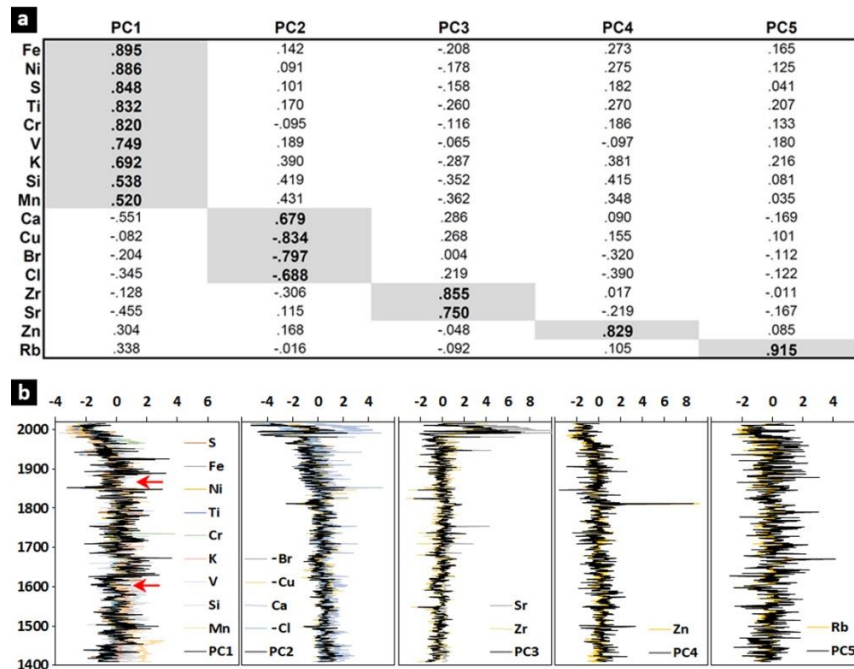 a
PC1 PC2 PC3 PC4 PC5
Fe .895 .142 -.208 .273 .165
Ni .886 .091 -.178 .275 .125
S .848 .101 -.158 .182 .041
Ti .832 .170 -.260 .270 .207
Cr .820 -.095 -.116 .186 .133
V .749 .189 -.065 -.097 .180
K .692 .390 -.287 .381 .216
Si .538 .419 -.352 .415 .081
Mn .520 .431 -.362 .348 .035
Ca -.551 .679 .286 .090 -.169
Cu -.082 -.834 .268 .155 .101
Br -.204 -.797 .004 -.320 -.112
Cl -.345 -.688 .219 -.390 -.122
Zr -.128 -.306 .855 .017 -.011
Sr -.455 .115 .750 -.219 -.167
Zn .304 .168 -.048 .829 .085
Rb .338 -.016 -.092 .105 .915
b
-4 -2 0 2 4 6 -4 0 4 -2 0 2 4 6 8 -4 0 4 8 -2 0 2 4
2000
1900
1800
1700
1600
1500
1400
S
Fe
Ni
Ti
Cr
K
V
Si
Mn
PC1
-Br
-Cu
Ca
-Cl
PC2
Sr
Zr
PC3
Zn
PC4
Rb
PC5